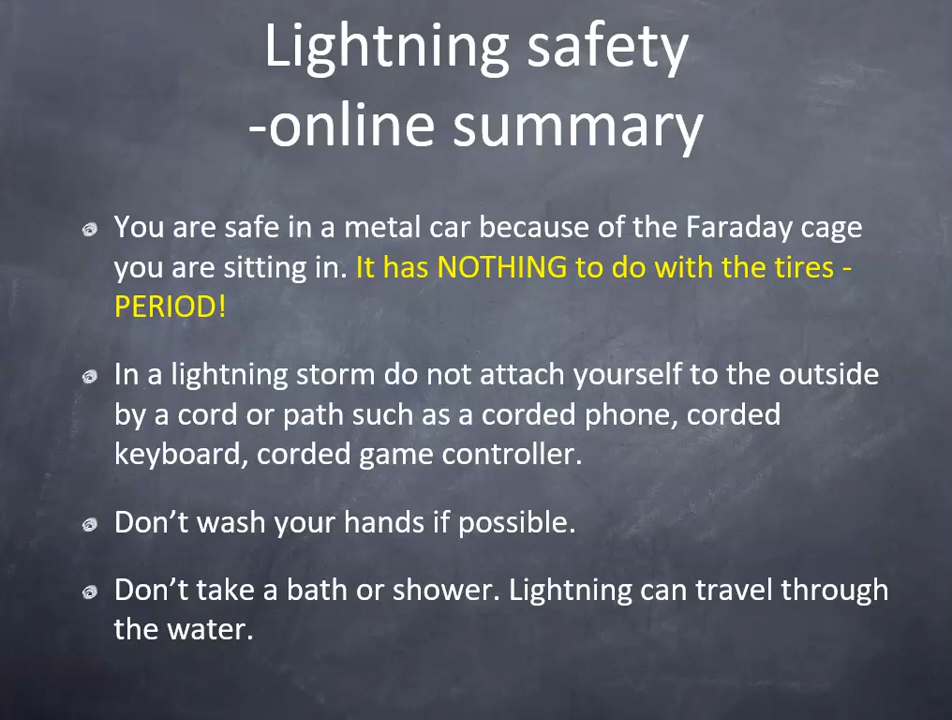 Lightning safety
-online summary
You are safe in a metal car because of the Faraday cage
you are sitting in. It has NOTHING to do with the tires -
PERIOD!
In a lightning storm do not attach yourself to the outside
by a cord or path such as a corded phone, corded
keyboard, corded game controller.
Don’t wash your hands if possible.
Don’t take a bath or shower. Lightning can travel through
the water.